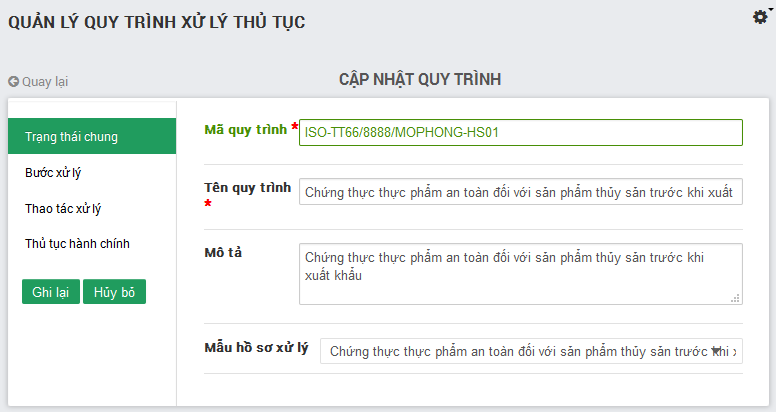 QUẢN LÝ QUY TRÌNH XỬ LÝ THỦ TỤC
Quay lại
CẬP NHẬT QUY TRÌNH
Trạng thái chung
Bước xử lý
Thao tác xử lý
Thủ tục hành chính
Ghi lại Hủy bỏ
Mã quy trình * ISO-TT66/8888/MOPHONG-HS01
Tên quy trình * Chứng thực thực phẩm an toàn đối với sản phẩm thủy sản trước khi xuất
Mô tả
Chứng thực thực phẩm an toàn đối với sản phẩm thủy sản trước khi
xuất khẩu
Mẫu hồ sơ xử lý Chứng thực thực phẩm an toàn đối với sản phẩm thủy sản trước khi x